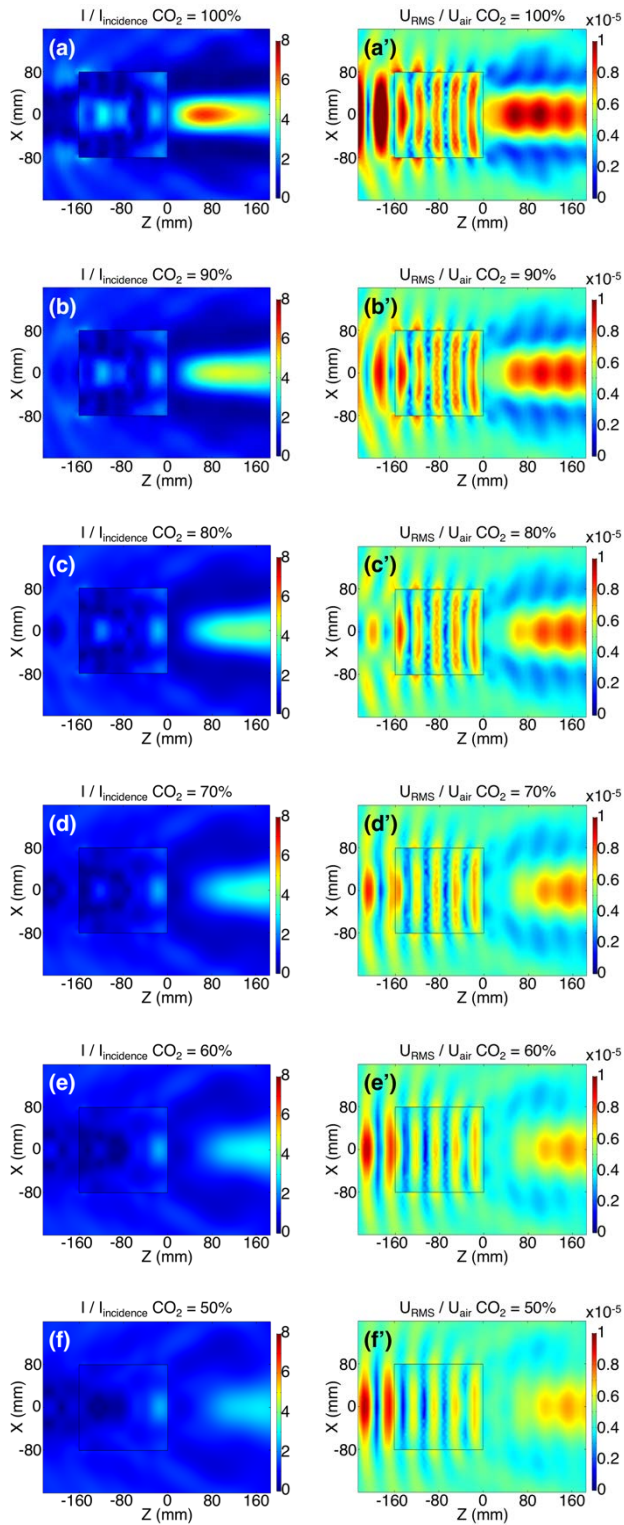 I / I_incidence CO₂ = 100%
(a)
80
0
-80
X (mm)
-160 -80 0 80 160
Z (mm)
8
6
4
2
0
U_RMS / U_air CO₂ = 100%
x10⁻⁵
(a')
80
0
-80
X (mm)
-160 -80 0 80 160
Z (mm)
1
0.8
0.6
0.4
0.2
0
I / I_incidence CO₂ = 90%
(b)
80
0
-80
X (mm)
-160 -80 0 80 160
Z (mm)
8
6
4
2
0
U_RMS / U_air CO₂ = 90%
x10⁻⁵
(b')
80
0
-80
X (mm)
-160 -80 0 80 160
Z (mm)
1
0.8
0.6
0.4
0.2
0
I / I_incidence CO₂ = 80%
(c)
80
0
-80
X (mm)
-160 -80 0 80 160
Z (mm)
8
6
4
2
0
U_RMS / U_air CO₂ = 80%
x10⁻⁵
(c')
80
0
-80
X (mm)
-160 -80 0 80 160
Z (mm)
1
0.8
0.6
0.4
0.2
0
I / I_incidence CO₂ = 70%
(d)
80
0
-80
X (mm)
-160 -80 0 80 160
Z (mm)
8
6
4
2
0
U_RMS / U_air CO₂ = 70%
x10⁻⁵
(d')
80
0
-80
X (mm)
-160 -80 0 80 160
Z (mm)
1
0.8
0.6
0.4
0.2
0
I / I_incidence CO₂ = 60%
(e)
80
0
-80
X (mm)
-160 -80 0 80 160
Z (mm)
8
6
4
2
0
U_RMS / U_air CO₂ = 60%
x10⁻⁵
(e')
80
0
-80
X (mm)
-160 -80 0 80 160
Z (mm)
1
0.8
0.6
0.4
0.2
0
I / I_incidence CO₂ = 50%
(f)
80
0
-80
X (mm)
-160 -80 0 80 160
Z (mm)
8
6
4
2
0
U_RMS / U_air CO₂ = 50%
x10⁻⁵
(f')
80
0
-80
X (mm)
-160 -80 0 80 160
Z (mm)
1
0.8
0.6
0.4
0.2
0